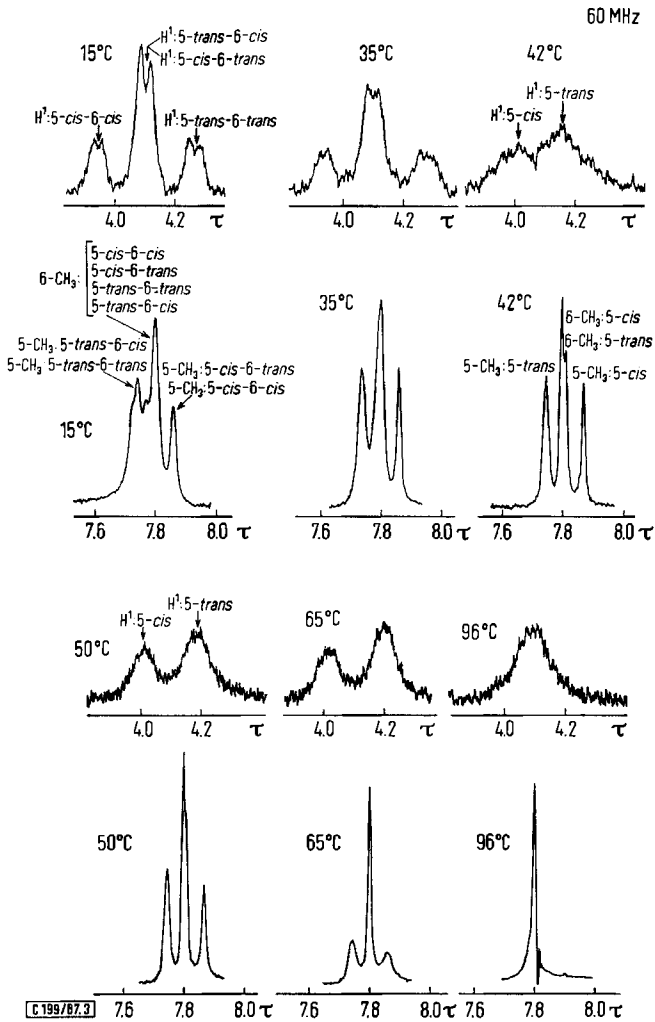 60 MHz
15°C
H¹:5-trans-6-cis
H¹:5-cis-6-trans
H¹:5-cis-6-cis
H¹:5-trans-6-trans
4.0 4.2 τ
35°C
4.0 4.2 τ
42°C
H¹:5-trans
H¹:5-cis
4.0 4.2 τ
6-CH₃:
5-cis-6-cis
5-cis-6-trans
5-trans-6-trans
5-trans-6-cis
5-CH₃:5-trans-6-cis
5-CH₃:5-trans-6-trans
5-CH₃:5-cis-6-trans
5-CH₃:5-cis-6-cis
15°C
7.6 7.8 8.0 τ
35°C
7.6 7.8 8.0 τ
42°C
6-CH₃:5-cis
6-CH₃:5-trans
5-CH₃:5-trans
5-CH₃:5-cis
7.6 7.8 8.0 τ
50°C
H¹:5-cis
H¹:5-trans
4.0 4.2 τ
65°C
4.0 4.2 τ
96°C
4.0 4.2 τ
50°C
7.6 7.8 8.0 τ
65°C
7.6 7.8 8.0 τ
96°C
7.6 7.8 8.0 τ
C 199/87.3